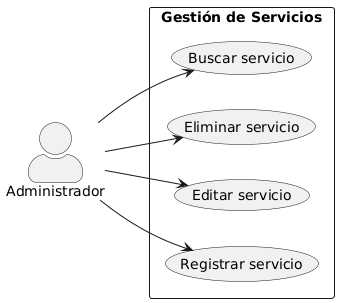 Gestión de Servicios
Buscar servicio
Eliminar servicio
Editar servicio
Administrador
Registrar servicio